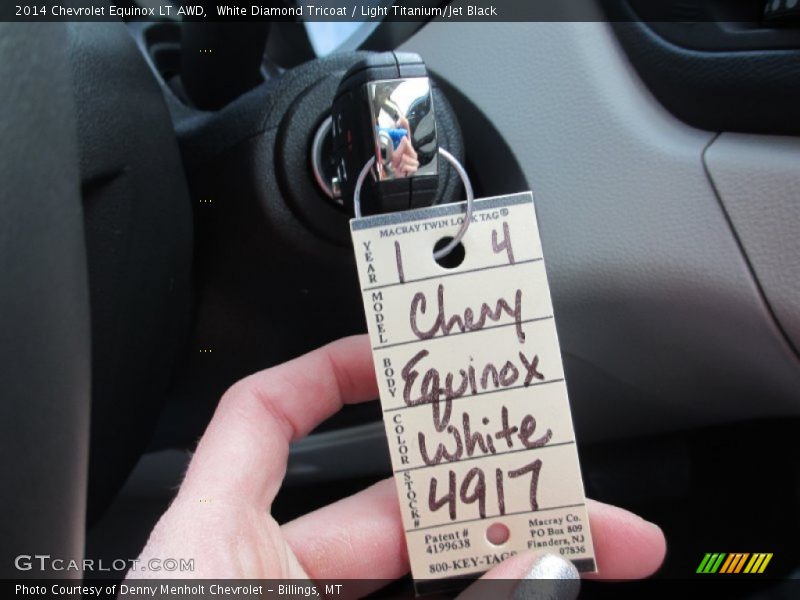 2014 Chevrolet Equinox LT AWD,  White Diamond Tricoat / Light Titanium/Jet Black
MACRAY TWIN LOCK TAG®
YEAR 1 4
MODEL Chevy
BODY Equinox
COLOR White
STOCK# 4917
Patent #
4199638
800-KEY-TAGS
Macray Co.
PO Box 809
Flanders, NJ
07836
GTCARLOT.COM
Photo Courtesy of Denny Menholt Chevrolet - Billings, MT